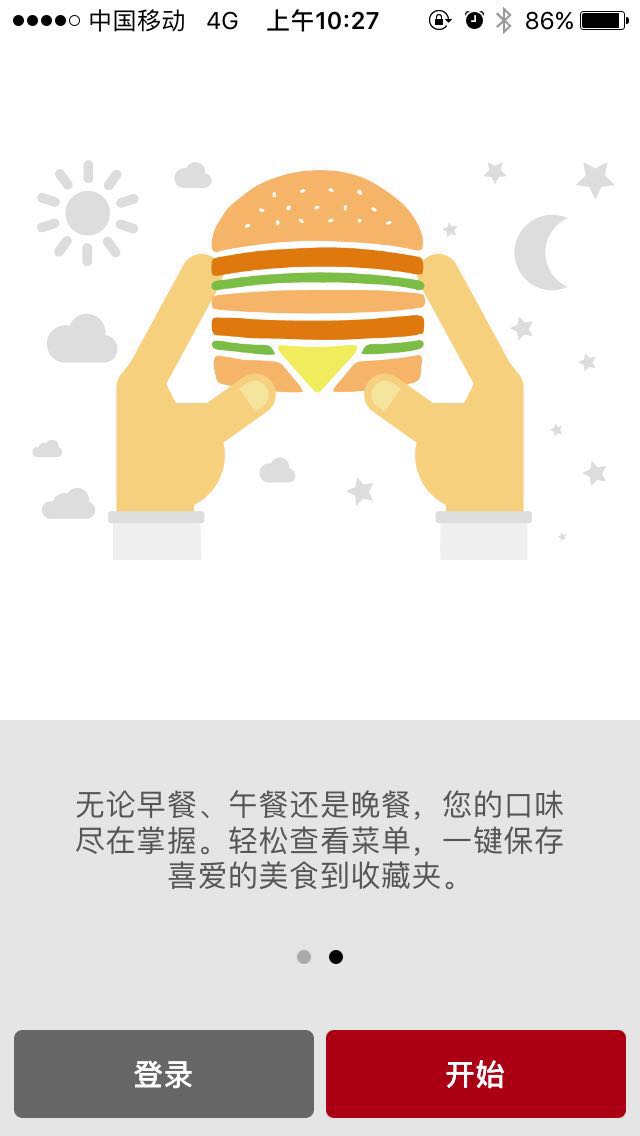 中国移动 4G 上午10:27 86%
无论早餐、午餐还是晚餐，您的口味
尽在掌握。轻松查看菜单，一键保存
喜爱的美食到收藏夹。
登录 开始